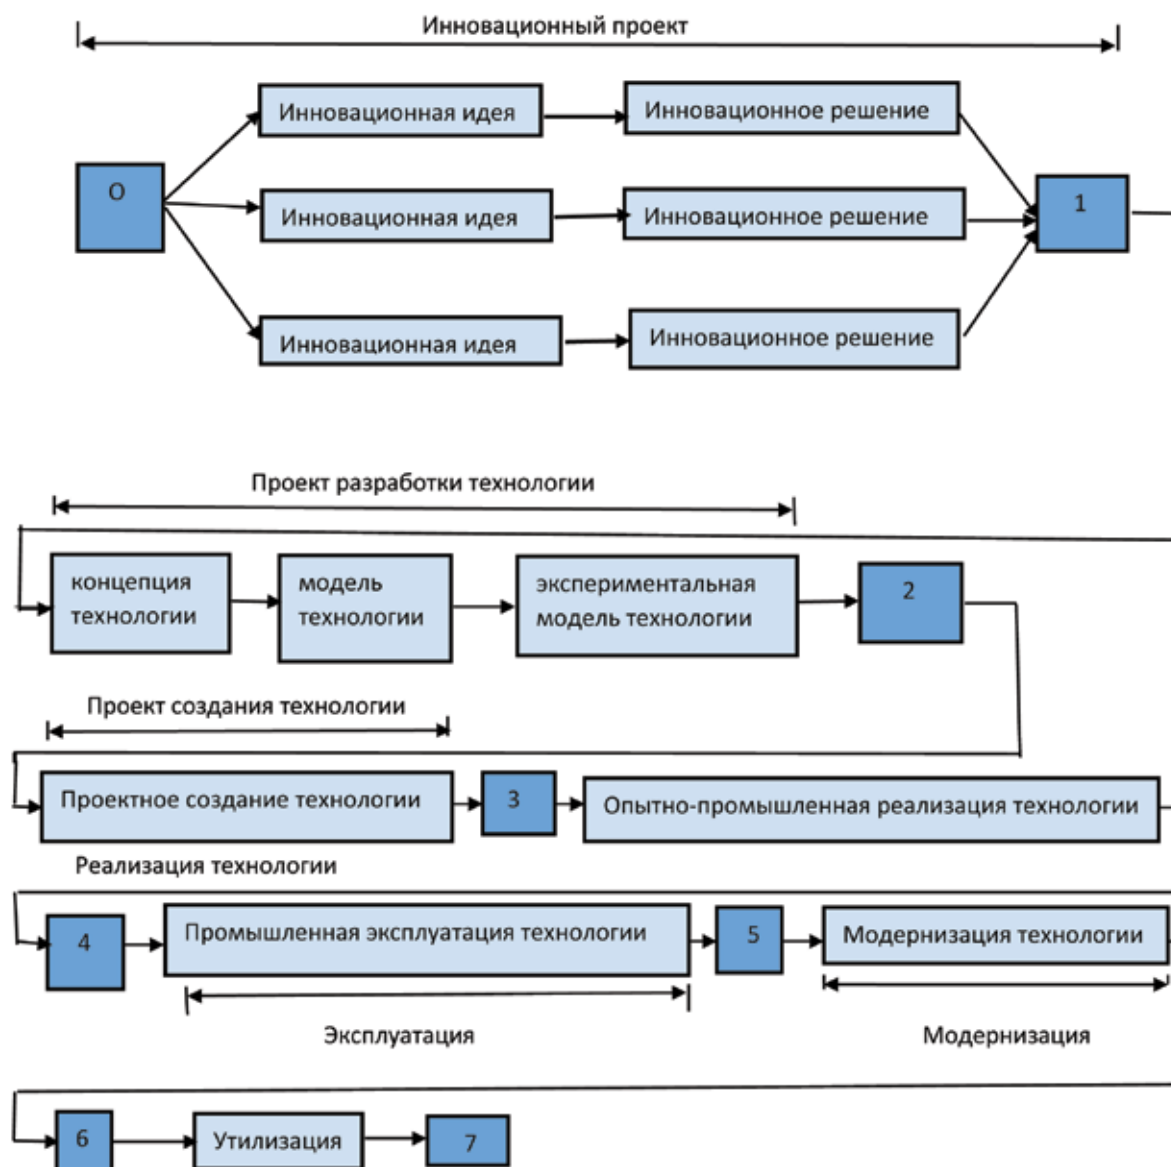 Инновационный проект
Инновационная идея
Инновационное решение
О
Инновационная идея
Инновационное решение
1
Инновационная идея
Инновационное решение
Проект разработки технологии
концепция
технологии
модель
технологии
экспериментальная
модель технологии
2
Проект создания технологии
Проектное создание технологии
3
Опытно-промышленная реализация технологии
Реализация технологии
4
Промышленная эксплуатация технологии
5
Модернизация технологии
Эксплуатация
Модернизация
6
Утилизация
7